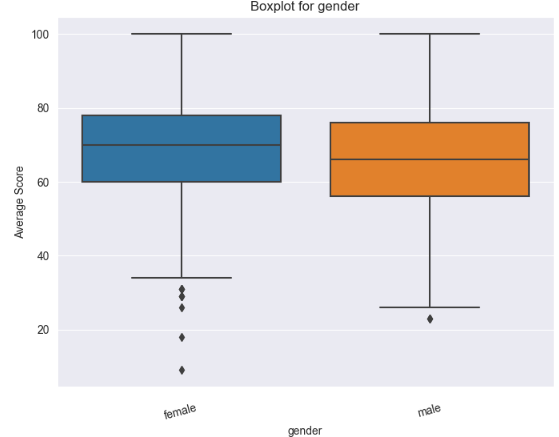 Boxplot for gender
100
80
60
40
20
Average Score
female
male
gender